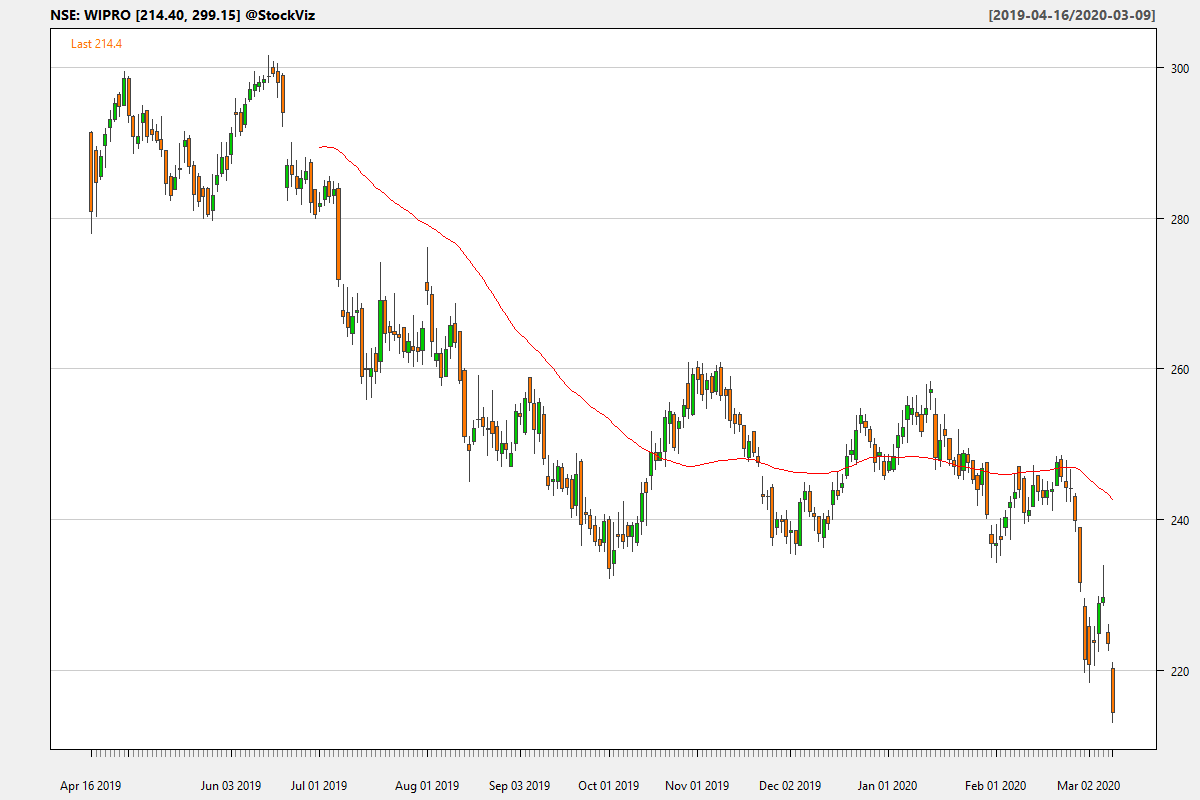 NSE: WIPRO [214.40, 299.15] @StockViz
[2019-04-16/2020-03-09]
Last 214.4
300
280
260
240
220
Apr 16 2019
Jun 03 2019
Jul 01 2019
Aug 01 2019
Sep 03 2019
Oct 01 2019
Nov 01 2019
Dec 02 2019
Jan 01 2020
Feb 01 2020
Mar 02 2020